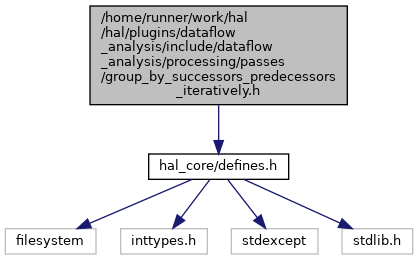 /home/runner/work/hal
/hal/plugins/dataflow
_analysis/include/dataflow
_analysis/processing/passes
/group_by_successors_predecessors
_iteratively.h
hal_core/defines.h
filesystem
inttypes.h
stdexcept
stdlib.h